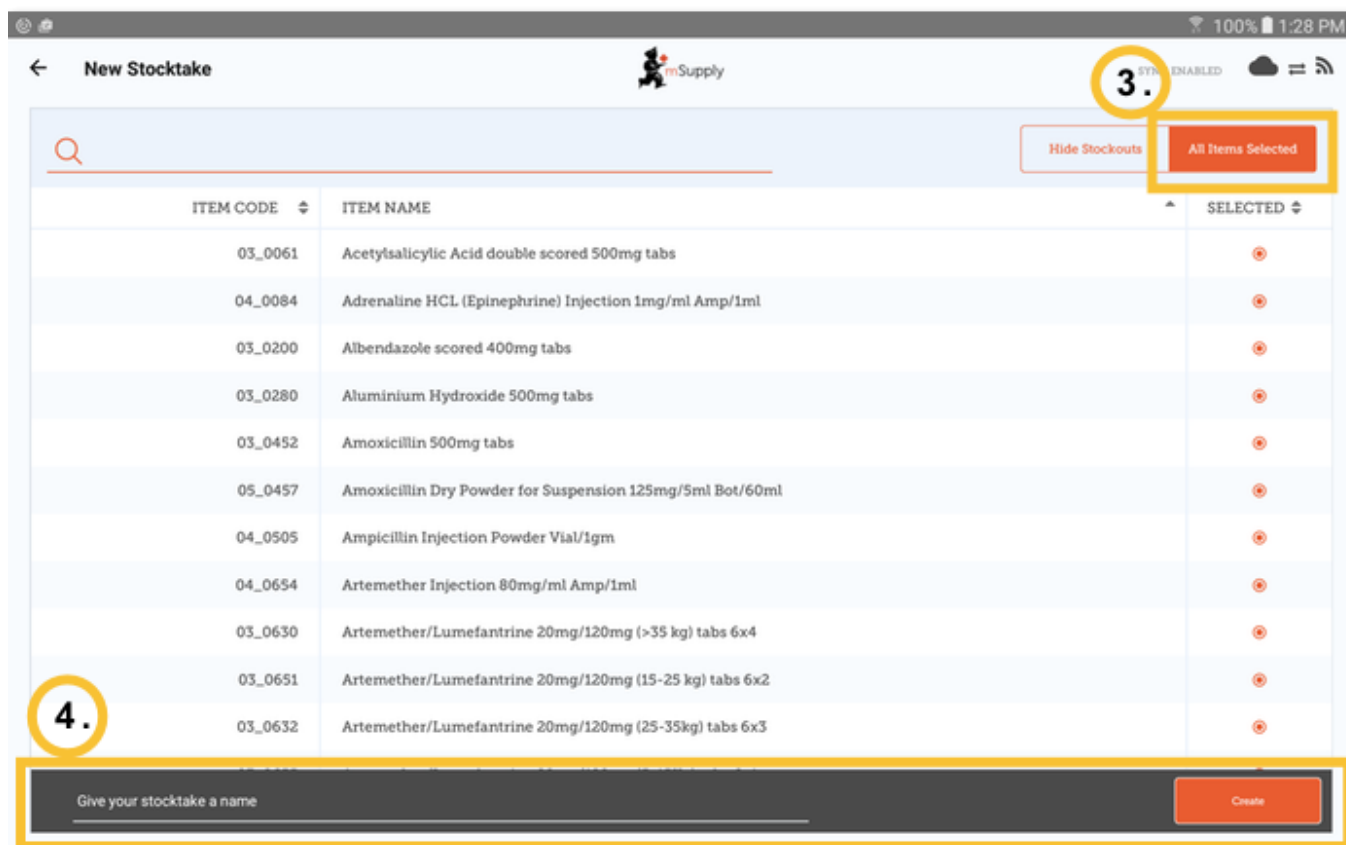 100% 1:28 PM
New Stocktake
mSupply
3.
ENABLED
Hide Stockouts
All Items Selected
ITEM CODE
ITEM NAME
SELECTED
03_0061 Acetylsalicylic Acid double scored 500mg tabs
04_0084 Adrenaline HCL (Epinephrine) Injection 1mg/ml Amp/1ml
03_0200 Albendazole scored 400mg tabs
03_0280 Aluminium Hydroxide 500mg tabs
03_0452 Amoxicillin 500mg tabs
05_0457 Amoxicillin Dry Powder for Suspension 125mg/5ml Bot/60ml
04_0505 Ampicillin Injection Powder Vial/1gm
04_0654 Artemether Injection 80mg/ml Amp/1ml
03_0630 Artemether/Lumefantrine 20mg/120mg (>35 kg) tabs 6x4
03_0651 Artemether/Lumefantrine 20mg/120mg (15-25 kg) tabs 6x2
4.
03_0632 Artemether/Lumefantrine 20mg/120mg (25-35kg) tabs 6x3
Give your stocktake a name
Create